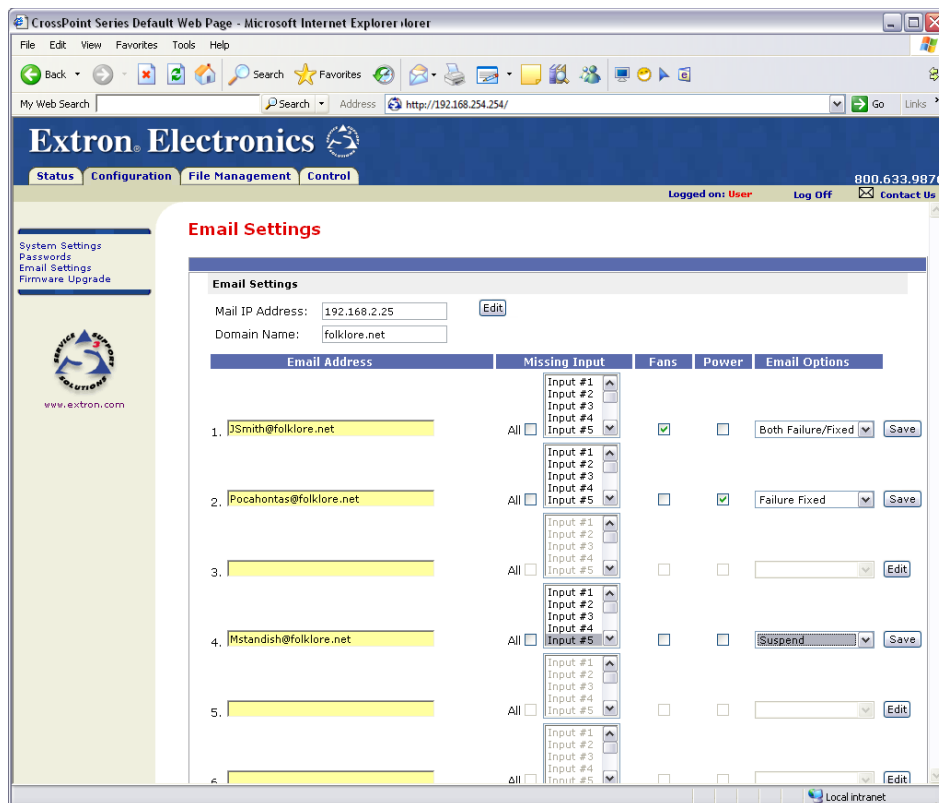 CrossPoint Series Default Web Page - Microsoft Internet Explorer lorer
File Edit View Favorites Tools Help
Back Search Favorites
My Web Search Search Address http://192.168.254.254/ Go Links
Extron Electronics
Status Configuration File Management Control
800.633.9876
Logged on: User Log Off Contact Us
Email Settings
System Settings
Passwords
Email Settings
Firmware Upgrade
SERVICE SUPPORT SOLUTIONS
S3
www.extron.com
Email Settings
Mail IP Address: 192.168.2.25 Edit
Domain Name: folklore.net
Email Address Missing Input Fans Power Email Options
Input #1
Input #2
Input #3
Input #4
1. JSmith@folklore.net All Input #5 Both Failure/Fixed Save
Input #1
Input #2
Input #3
Input #4
2. Pocahontas@folklore.net All Input #5 Failure Fixed Save
Input #1
Input #2
Input #3
Input #4
3. All Input #5 Edit
Input #1
Input #2
Input #3
Input #4
4. Mstandish@folklore.net All Input #5 Suspend Save
Input #1
Input #2
Input #3
Input #4
5. All Input #5 Edit
Input #1
Input #2
Input #3
Input #4
6. All Input #5 Edit
Local intranet